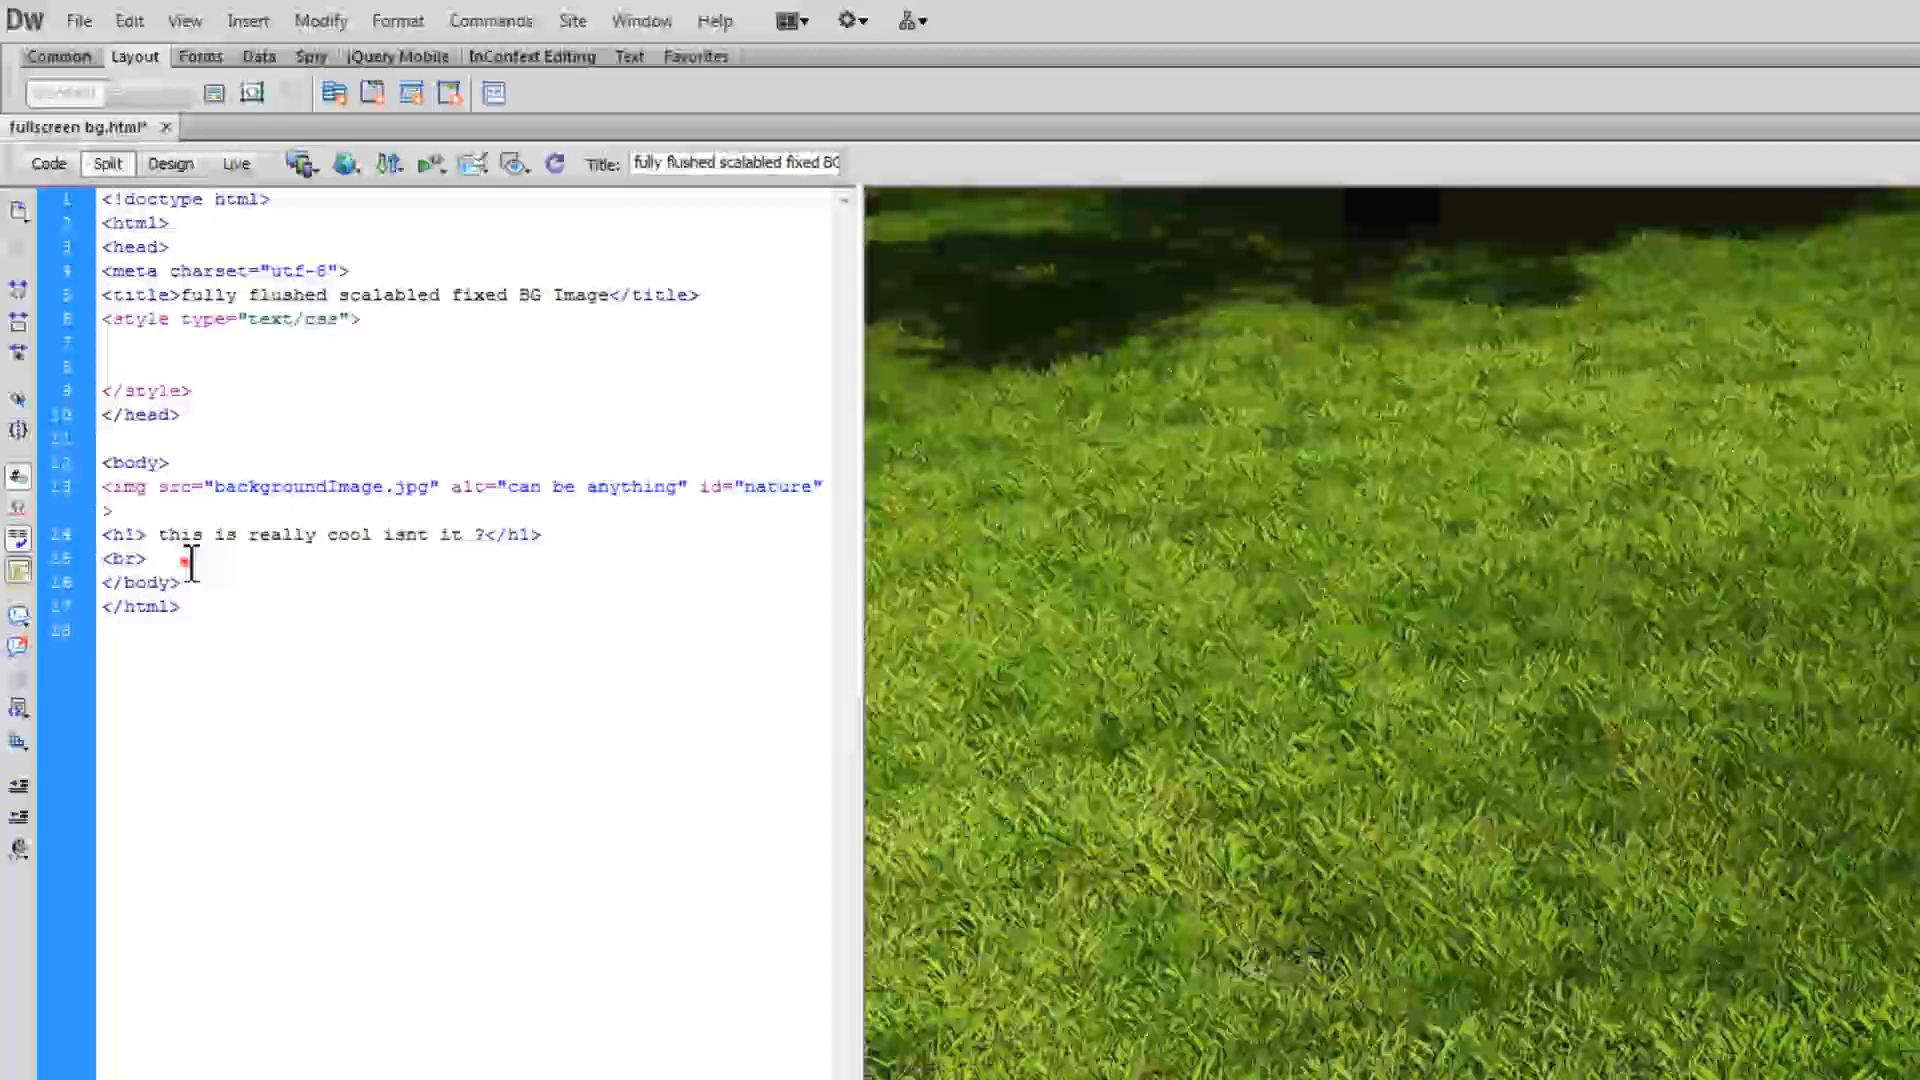 Dw File Edit View Insert Modify Format Commands Site Window Help
Common Layout Forms Data Spry jQuery Mobile InContext Editing Text Favorites
fullscreen bg.html*
Code Split Design Live Title: fully flushed scalabled fixed BG
1 <!doctype html>
2 <html>
3 <head>
4 <meta charset="utf-8">
5 <title>fully flushed scalabled fixed BG Image</title>
6 <style type="text/css">
7
8
9 </style>
10 </head>
11
12 <body>
13 <img src="backgroundImage.jpg" alt="can be anything" id="nature"
>
14 <h1> this is really cool isnt it ?</h1>
15 <br>
16 </body>
17 </html>
18